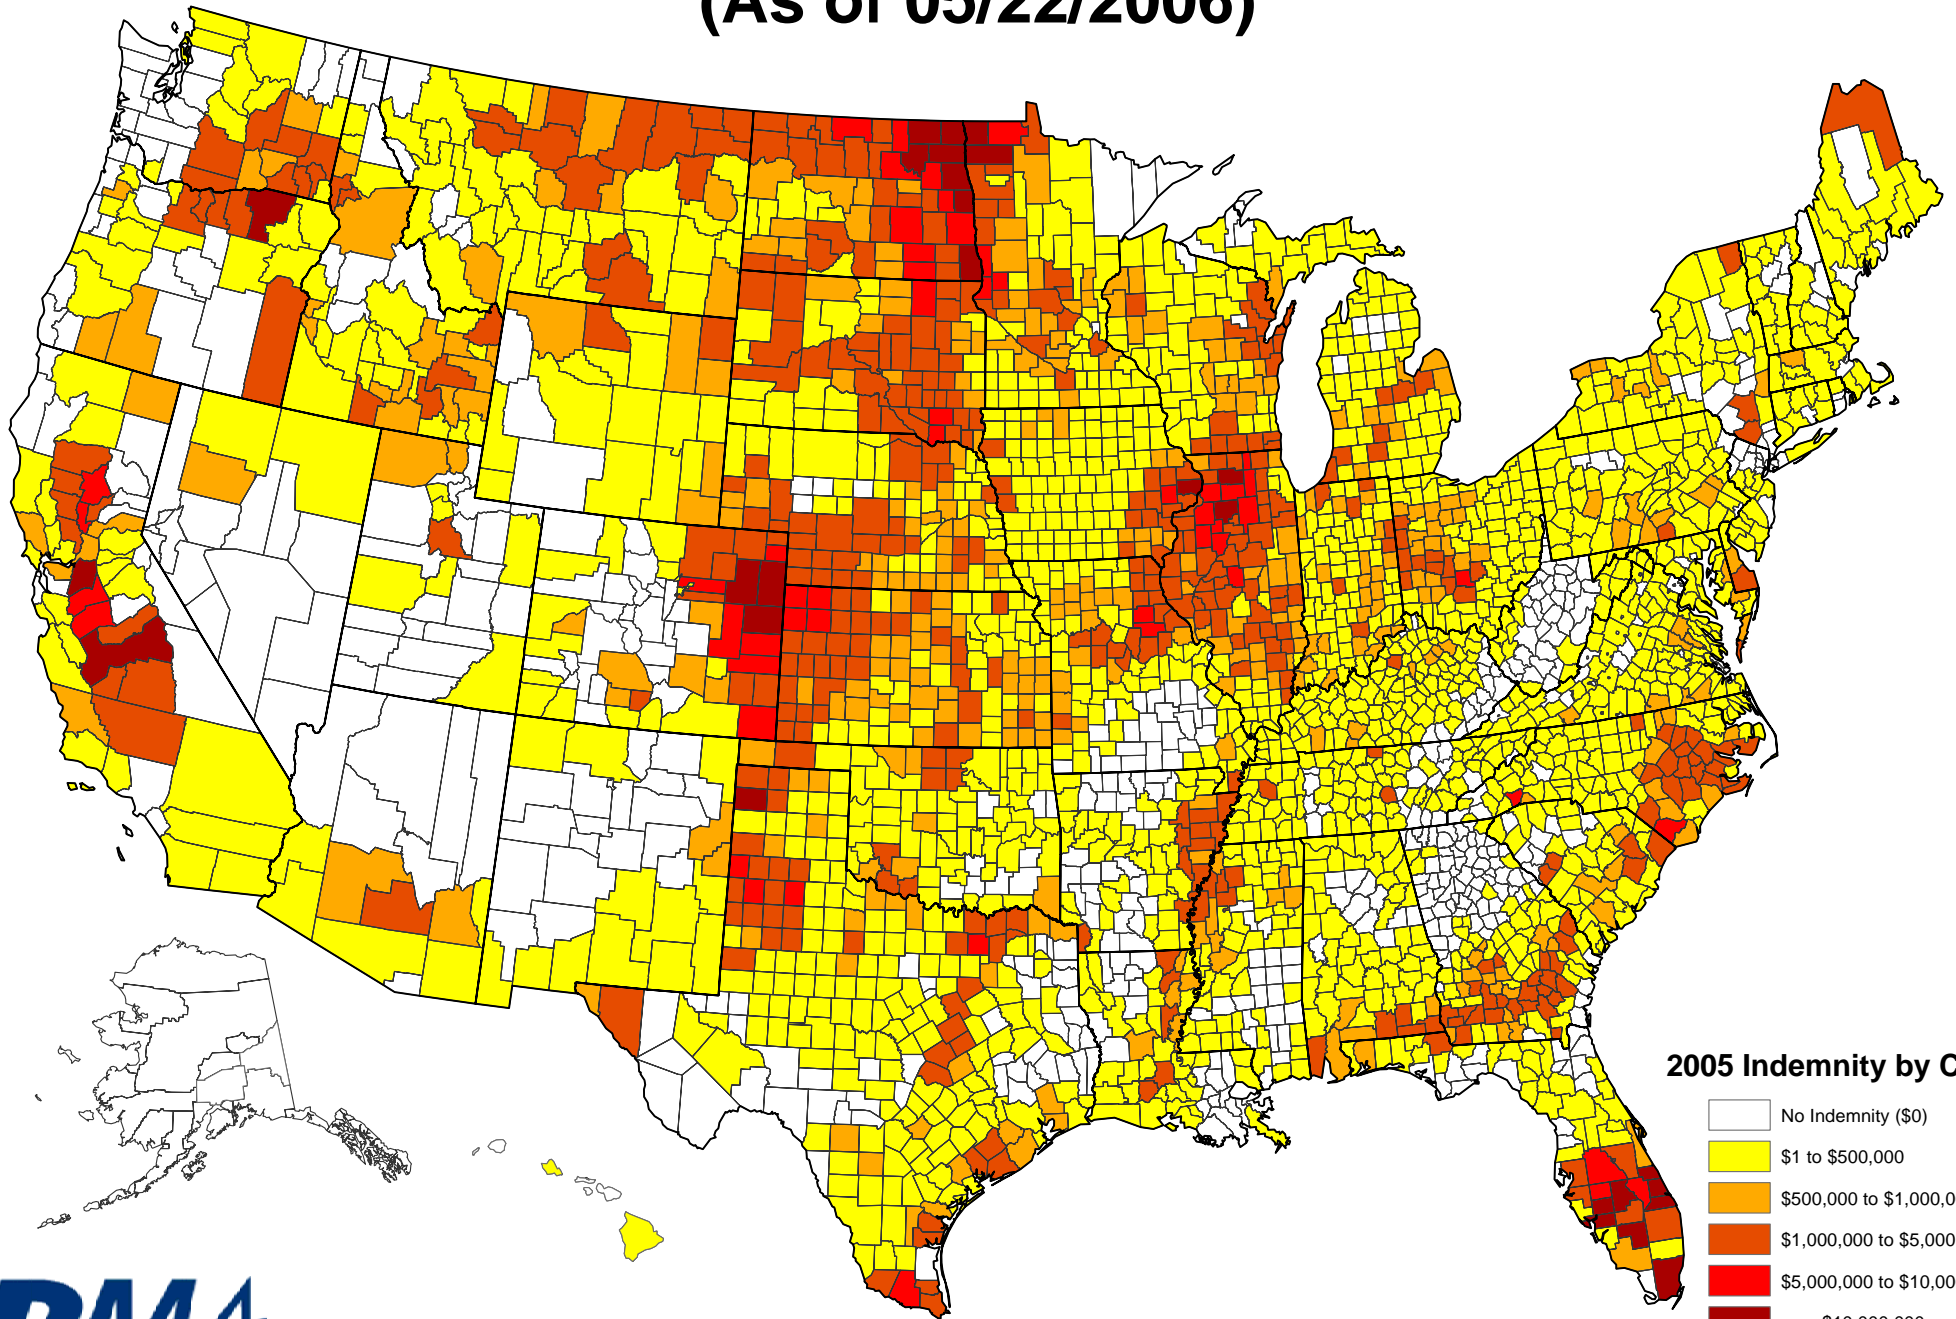 (As of 05/22/2006)
2005 Indemnity by C
No Indemnity ($0)
$1 to $500,000
$500,000 to $1,000,0
$1,000,000 to $5,000
$5,000,000 to $10,00
RMA